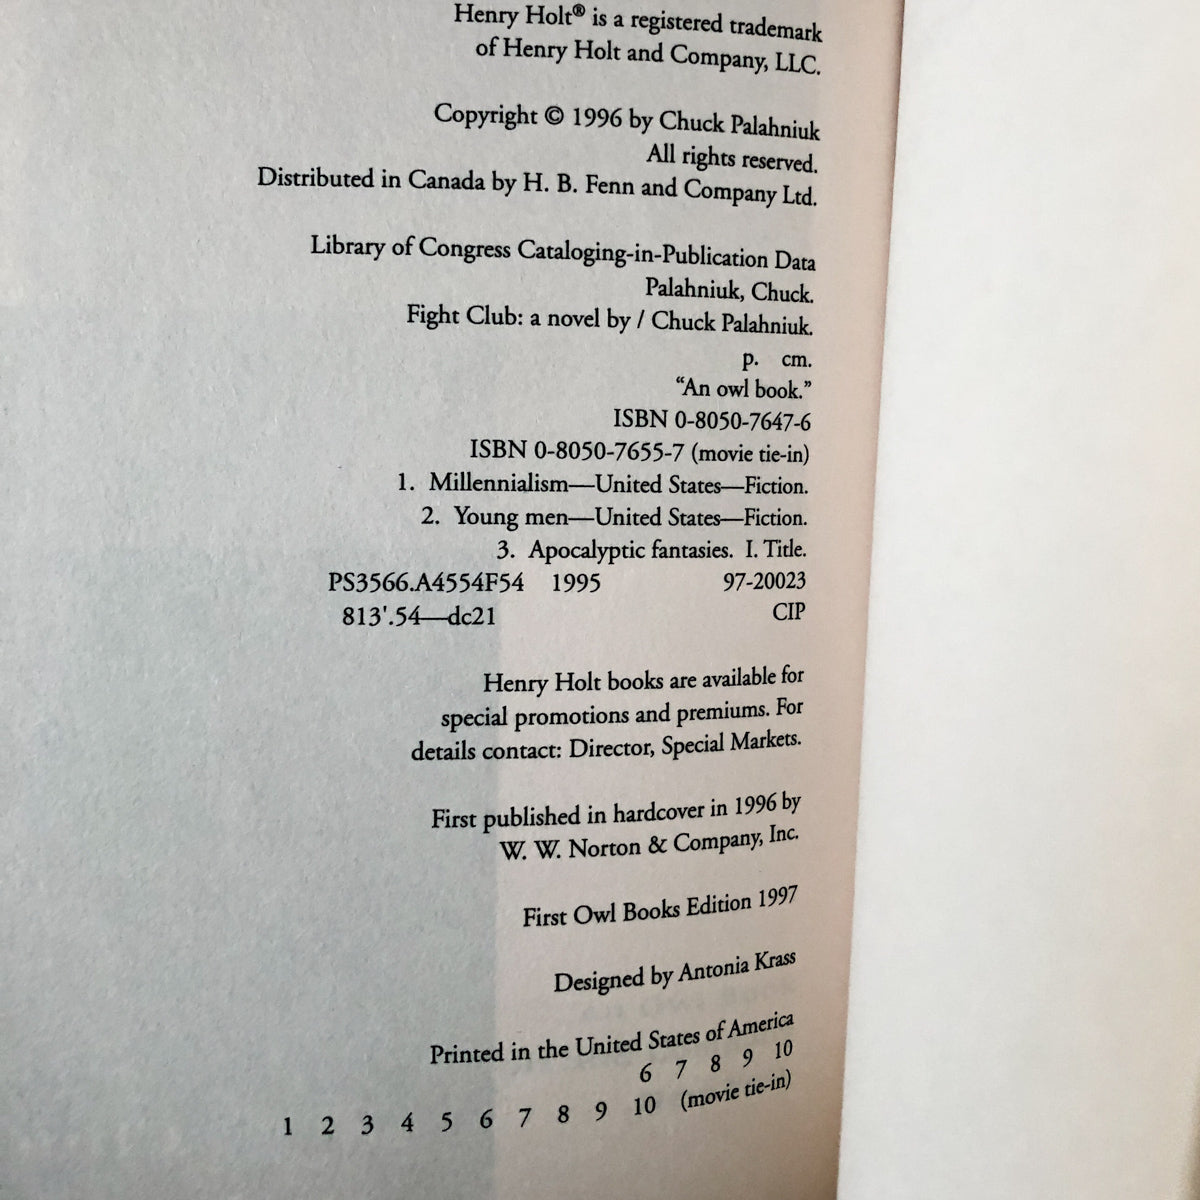 Henry Holt® is a registered trademark
of Henry Holt and Company, LLC.
Copyright © 1996 by Chuck Palahniuk
All rights reserved.
Distributed in Canada by H. B. Fenn and Company Ltd.
Library of Congress Cataloging-in-Publication Data
Palahniuk, Chuck.
Fight Club: a novel by / Chuck Palahniuk.
p. cm.
“An owl book.”
ISBN 0-8050-7647-6
ISBN 0-8050-7655-7 (movie tie-in)
1. Millennialism—United States—Fiction.
2. Young men—United States—Fiction.
3. Apocalyptic fantasies. I. Title.
PS3566.A4554F54 1995 97-20023
813'.54—dc21 CIP
Henry Holt books are available for
special promotions and premiums. For
details contact: Director, Special Markets.
First published in hardcover in 1996 by
W. W. Norton & Company, Inc.
First Owl Books Edition 1997
Designed by Antonia Krass
Printed in the United States of America
6 7 8 9 10
1 2 3 4 5 6 7 8 9 10 (movie tie-in)